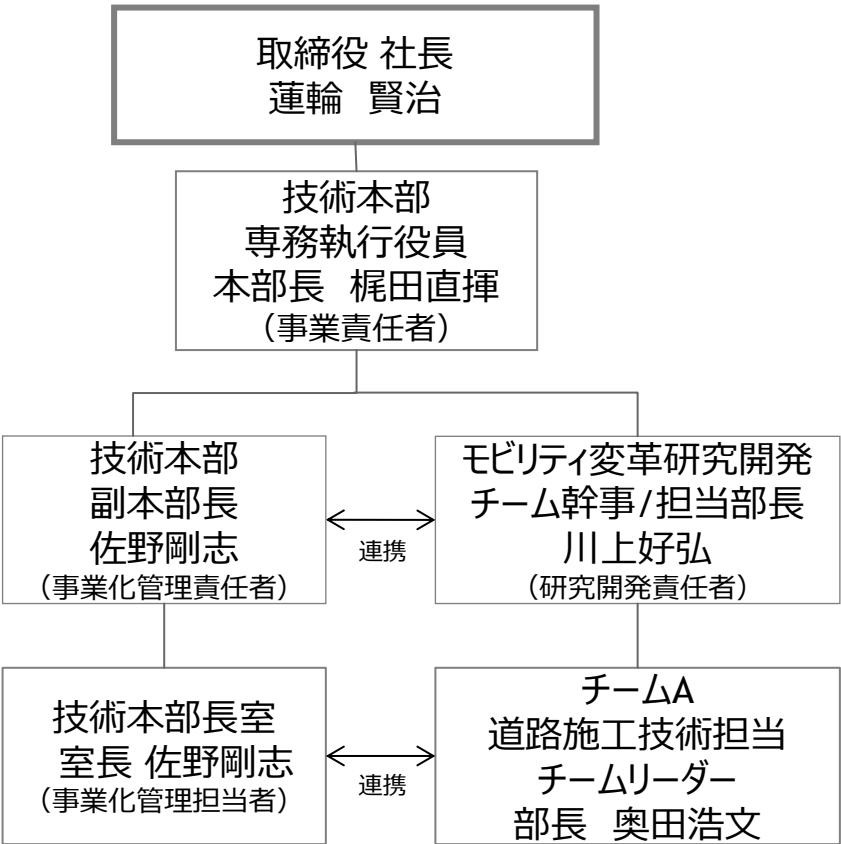 取締役 社長
蓮輪 賢治
技術本部
専務執行役員
本部長 梶田直揮
（事業責任者）
技術本部
副本部長
佐野剛志
（事業化管理責任者）
連携
モビリティ変革研究開発
チーム幹事/担当部長
川上好弘
（研究開発責任者）
技術本部長室
室長 佐野剛志
（事業化管理担当者）
連携
チームA
道路施工技術担当
チームリーダー
部長 奥田浩文